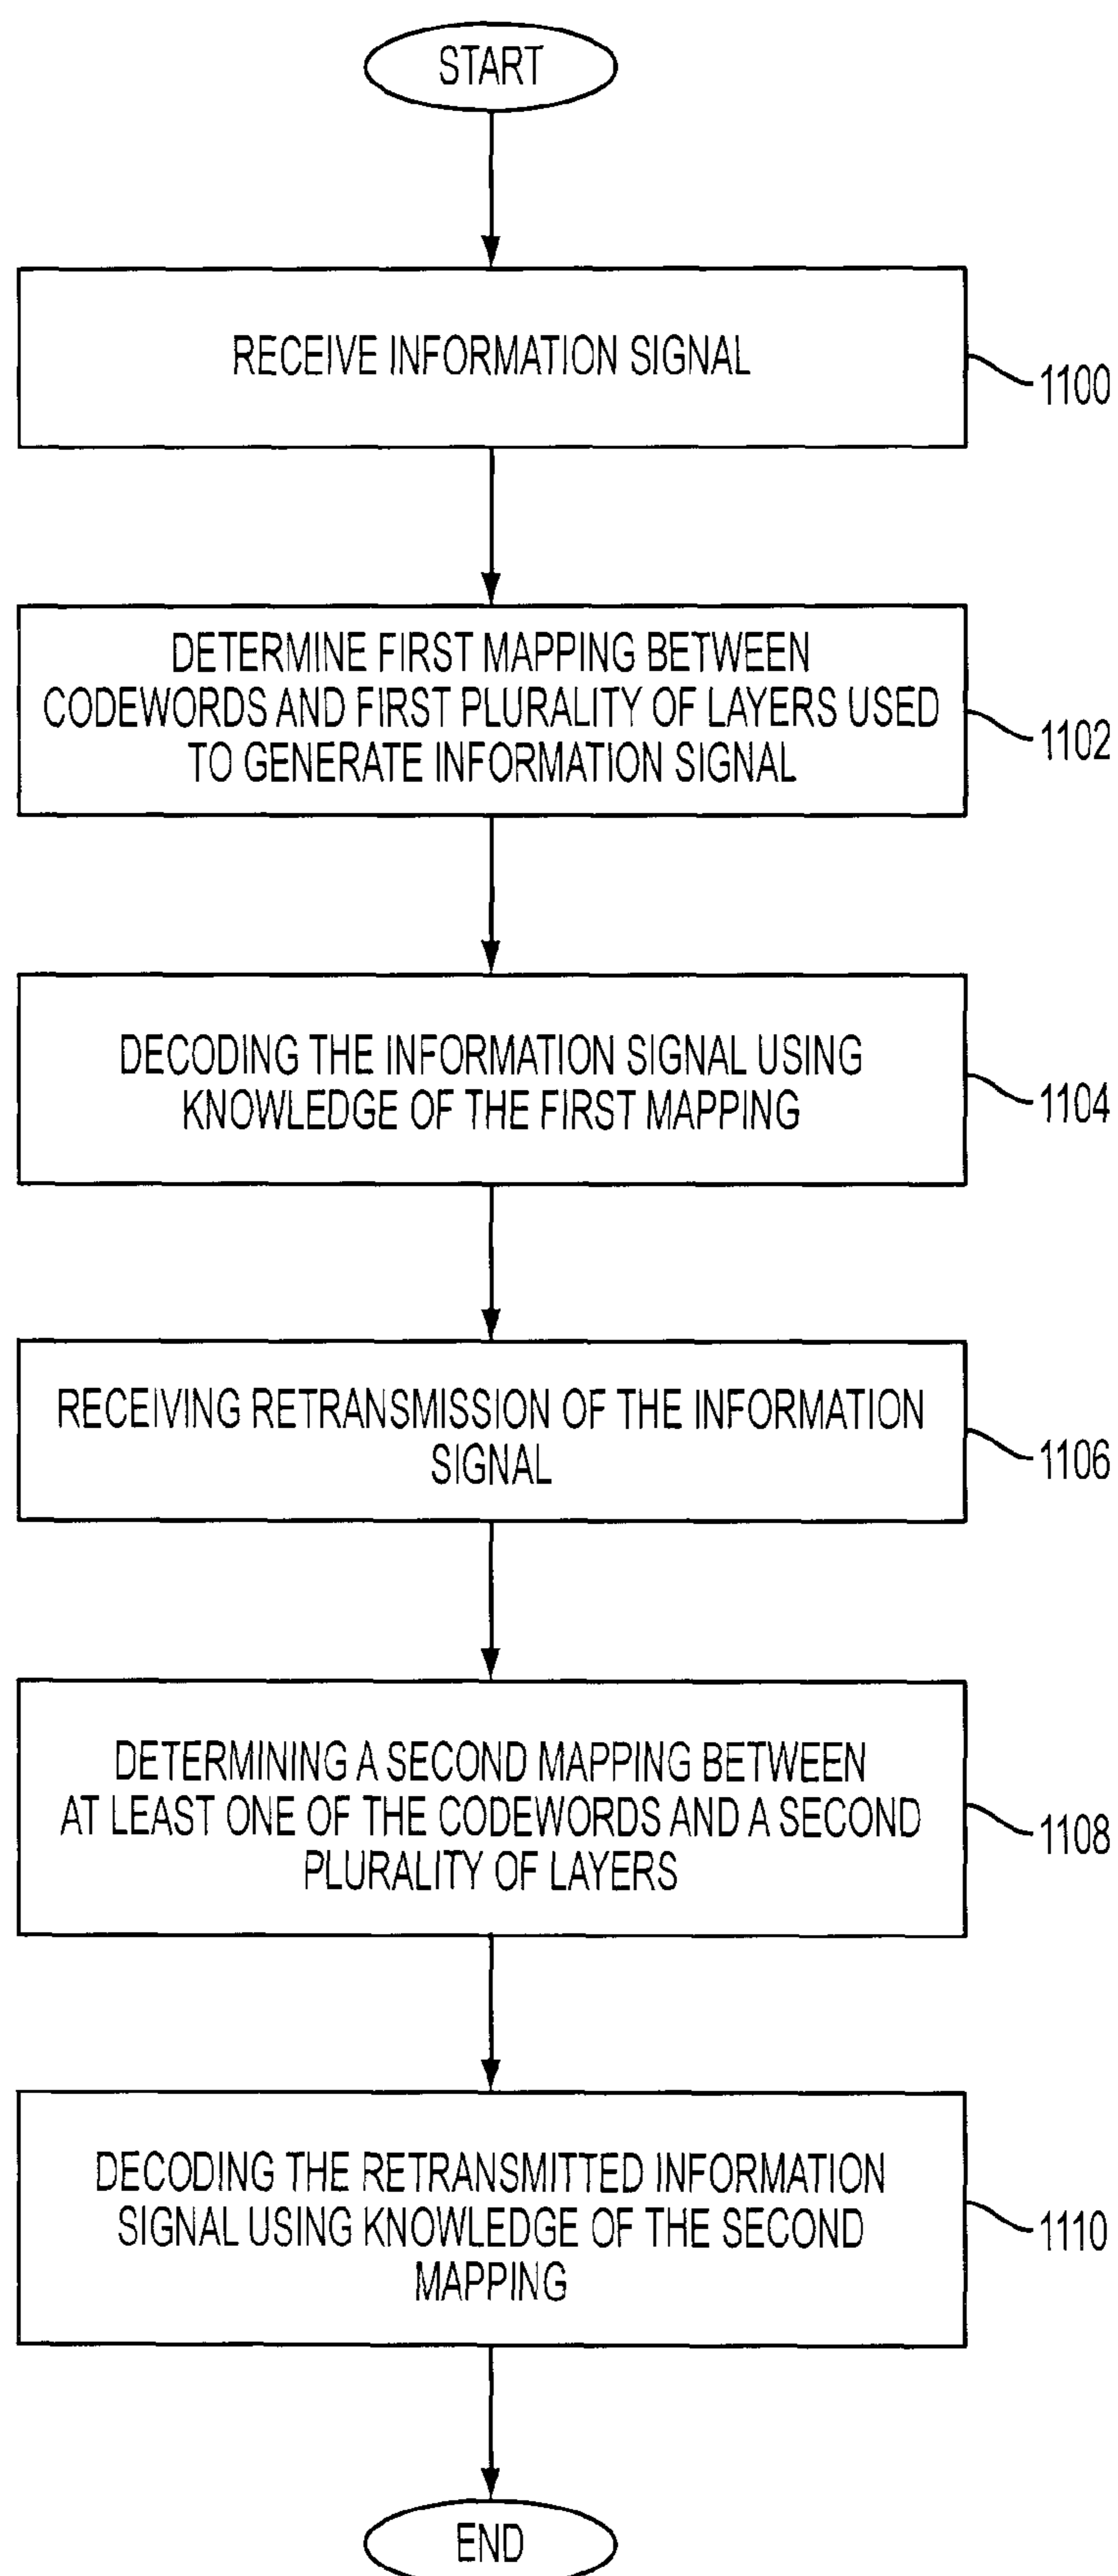 START
RECEIVE INFORMATION SIGNAL
1100
DETERMINE FIRST MAPPING BETWEEN
CODEWORDS AND FIRST PLURALITY OF LAYERS USED
TO GENERATE INFORMATION SIGNAL
1102
DECODING THE INFORMATION SIGNAL USING
KNOWLEDGE OF THE FIRST MAPPING
1104
RECEIVING RETRANSMISSION OF THE INFORMATION
SIGNAL
1106
DETERMINING A SECOND MAPPING BETWEEN
AT LEAST ONE OF THE CODEWORDS AND A SECOND
PLURALITY OF LAYERS
1108
DECODING THE RETRANSMITTED INFORMATION
SIGNAL USING KNOWLEDGE OF THE SECOND
MAPPING
1110
END